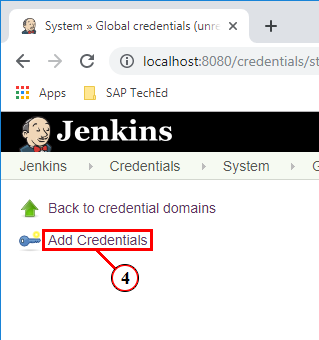 System » Global credentials (unre
localhost:8080/credentials/st
Apps SAP TechEd
Jenkins
Jenkins Credentials System G
Back to credential domains
Add Credentials
4